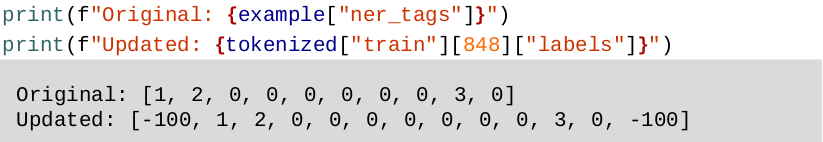 print(f"Original: {example["ner_tags"]}")
print(f"Updated: {tokenized["train"][848]["labels"]}")
Original: [1, 2, 0, 0, 0, 0, 0, 0, 3, 0]
Updated: [-100, 1, 2, 0, 0, 0, 0, 0, 0, 0, 3, 0, -100]